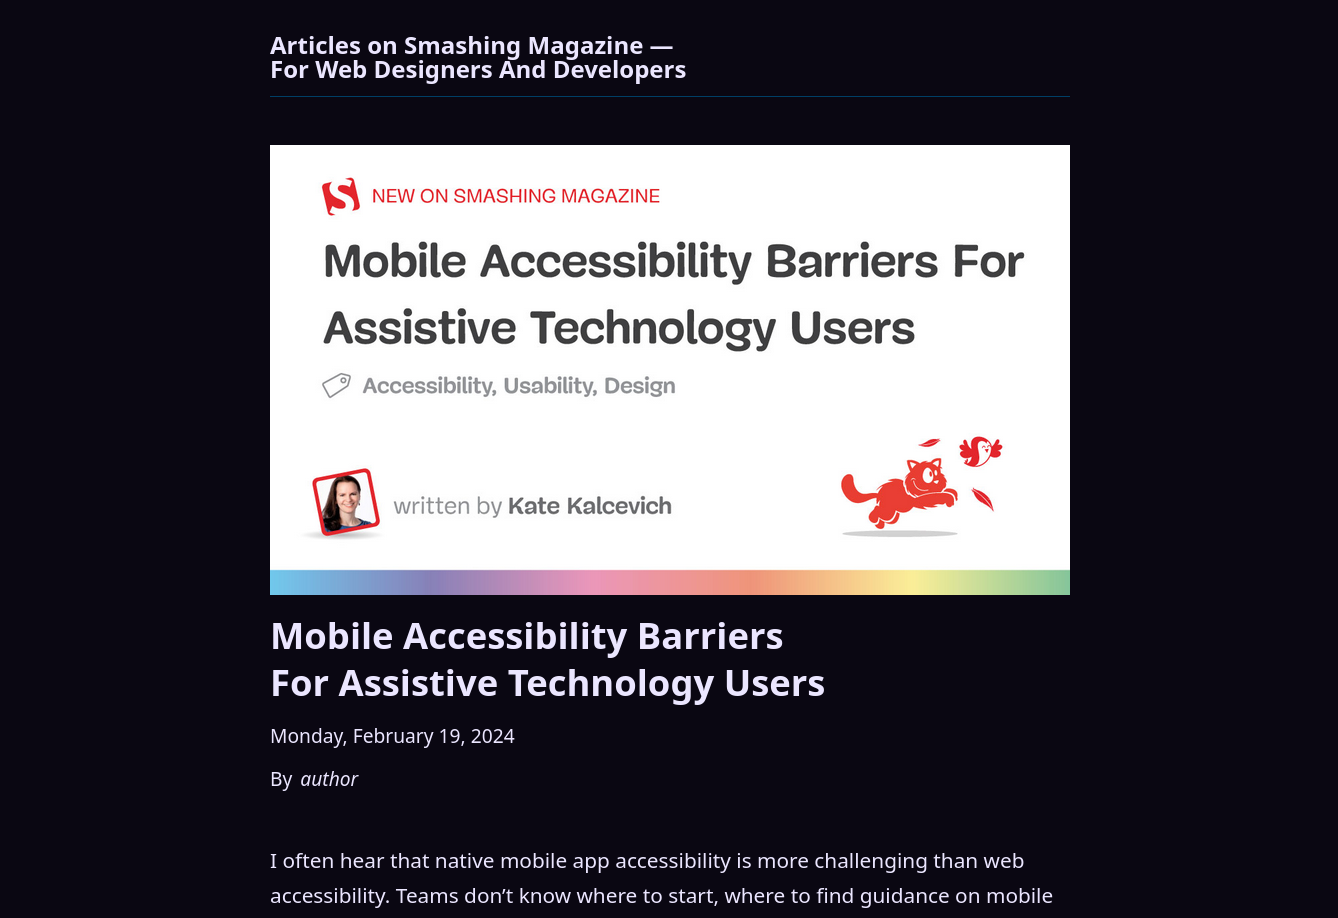 Articles on Smashing Magazine —
For Web Designers And Developers
NEW ON SMASHING MAGAZINE
Mobile Accessibility Barriers For
Assistive Technology Users
Accessibility, Usability, Design
written by Kate Kalcevich
Mobile Accessibility Barriers
For Assistive Technology Users
Monday, February 19, 2024
By author
I often hear that native mobile app accessibility is more challenging than web
accessibility. Teams don’t know where to start, where to find guidance on mobile